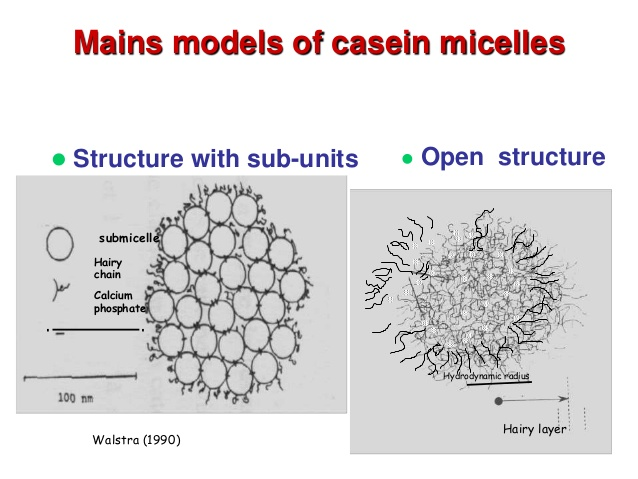 Mains models of casein micelles
Structure with sub-units
Open structure
submicelle
Hairy
chain
Calcium
phosphate
100 nm
Walstra (1990)
Hydrodynamic radius
Hairy layer